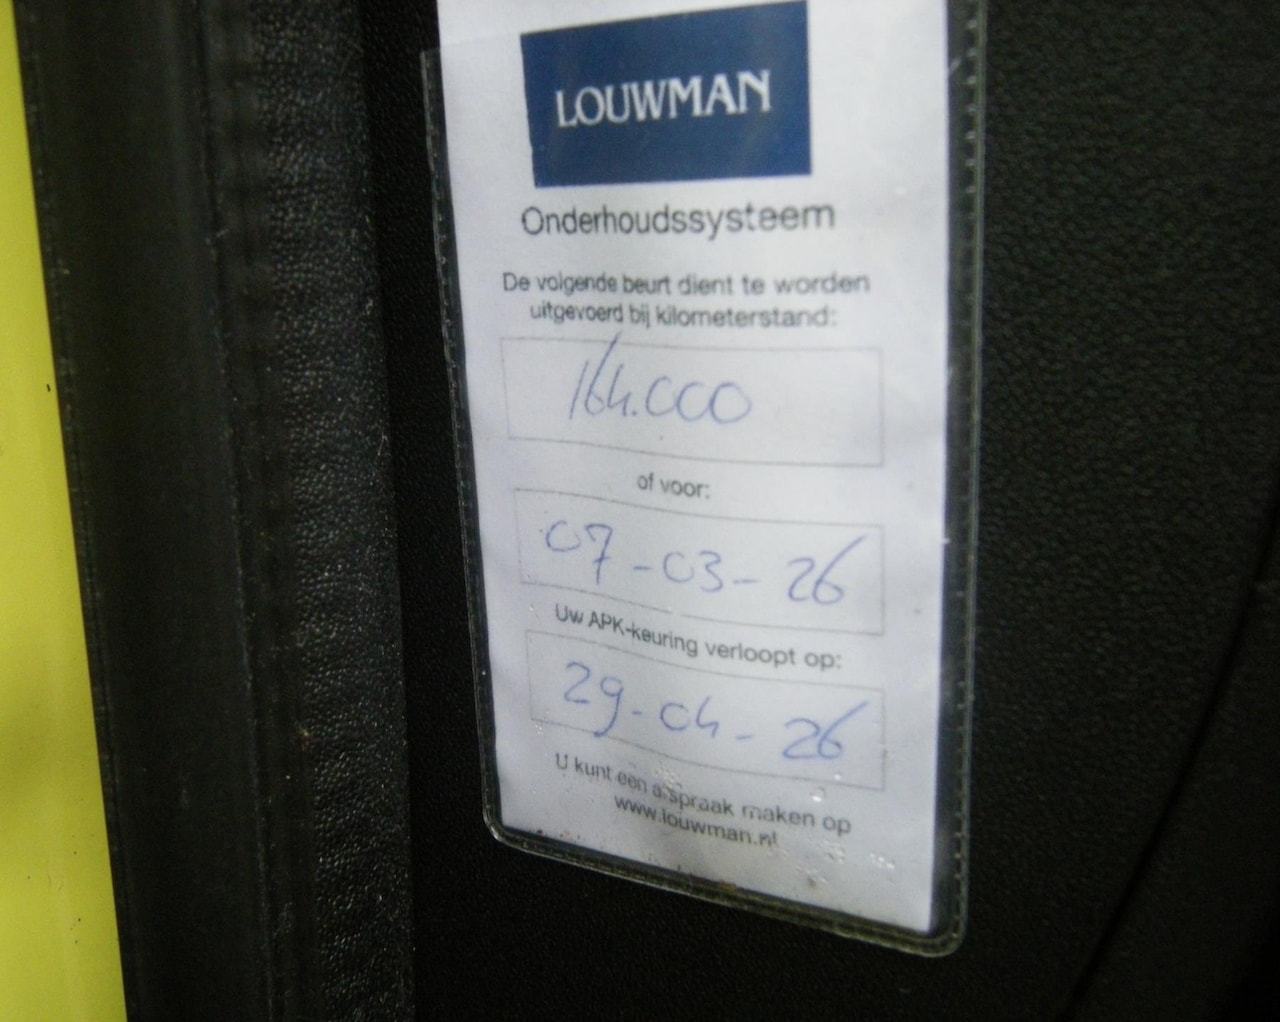 LOUWMAN
Onderhoudssysteem
De volgende beurt dient te worden
uitgevoerd bij kilometerstand:
164.000
of voor:
07-03-26
Uw APK-keuring verloopt op:
29-04-26
U kunt een afspraak maken op
www.louwman.nl